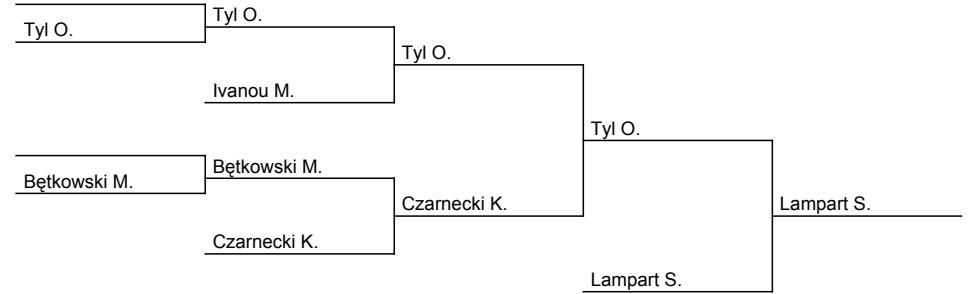 Tyl O.
Tyl O.
Tyl O.
Ivanou M.
Tyl O.
Bętkowski M.
Bętkowski M.
Czarnecki K.
Lampart S.
Czarnecki K.
Lampart S.